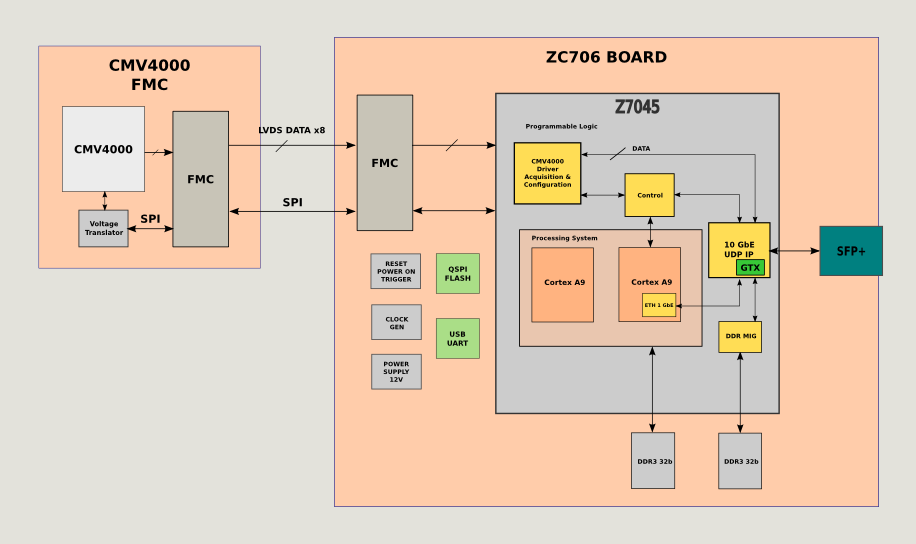 CMV4000
FMC
CMV4000
FMC
Voltage
Translator
SPI
LVDS DATA x8
SPI
ZC706 BOARD
FMC
RESET
POWER ON
TRIGGER
QSPI
FLASH
CLOCK
GEN
USB
UART
POWER
SUPPLY
12V
Z7045
Programmable Logic
CMV4000
Driver
Acquisition &
Configuration
DATA
Control
Processing System
Cortex A9
Cortex A9
ETH 1 GbE
10 GbE
UDP IP
GTX
DDR MIG
SFP+
DDR3 32b
DDR3 32b